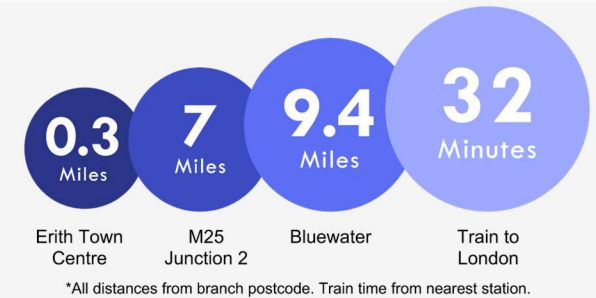 0.3
Miles
7
Miles
9.4
Miles
32
Minutes
Erith Town
Centre
M25
Junction 2
Bluewater
Train to
London
*All distances from branch postcode. Train time from nearest station.